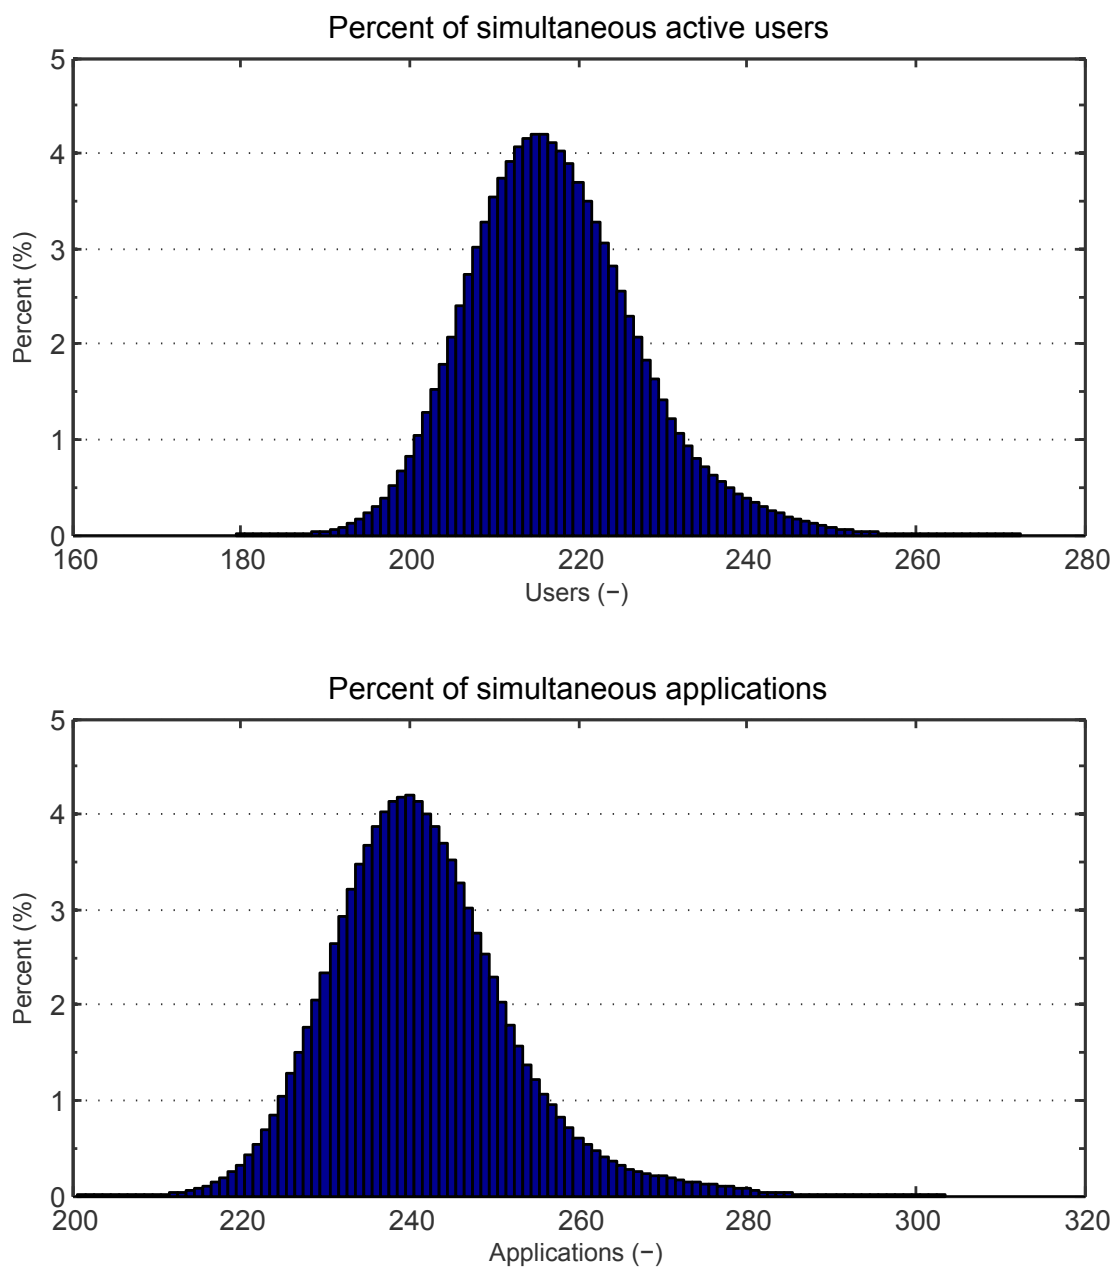 Percent of simultaneous active users
5
4
3
2
1
0
Percent (%)
160 180 200 220 240 260 280
Users (−)
Percent of simultaneous applications
5
4
3
2
1
0
Percent (%)
200 220 240 260 280 300 320
Applications (−)